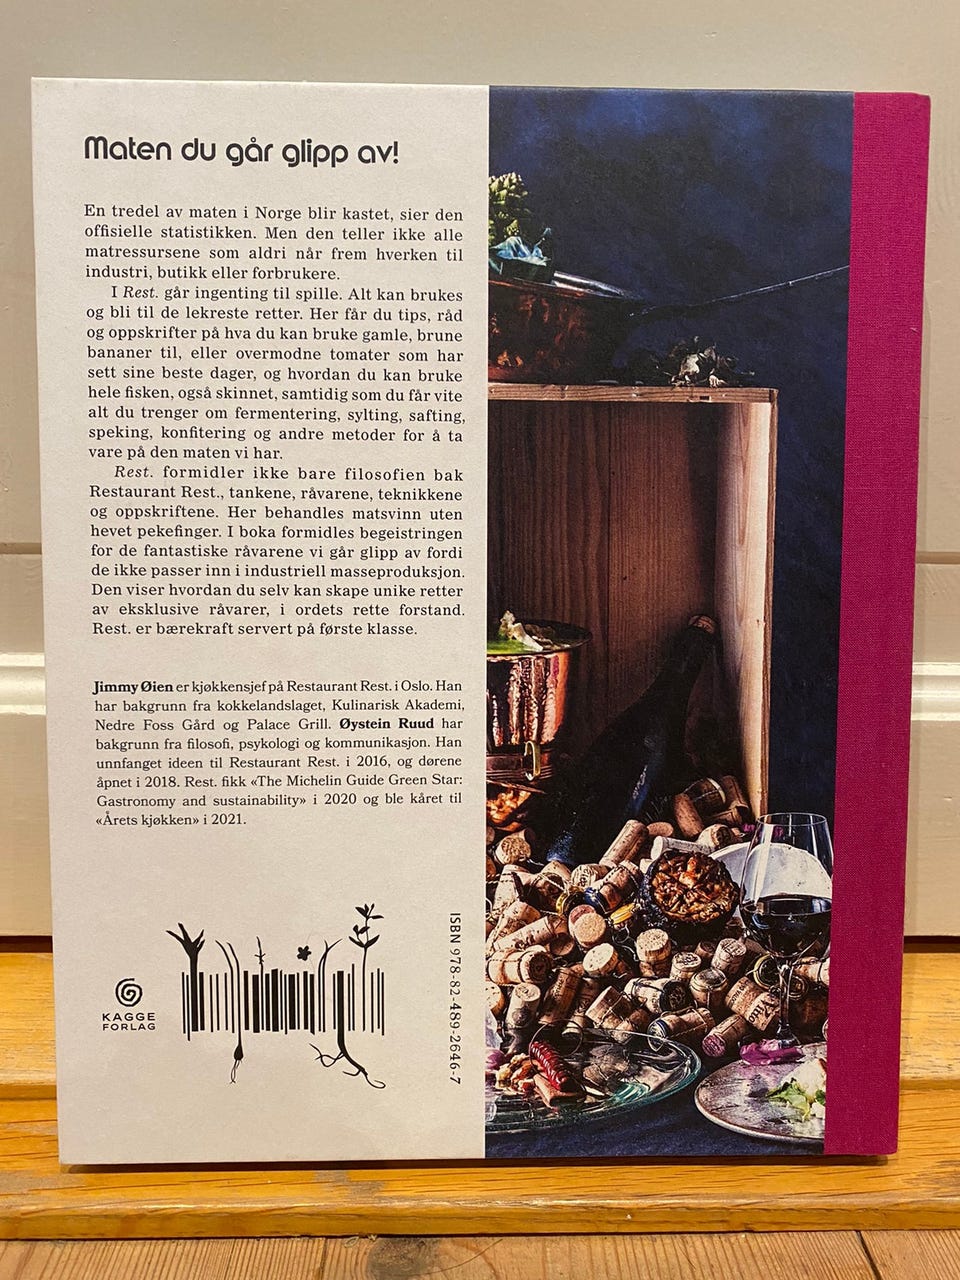 Maten du går glipp av!
En tredel av maten i Norge blir kastet, sier den
offisielle statistikken. Men den teller ikke alle
matressursene som aldri når frem hverken til
industri, butikk eller forbrukere.
I Rest. går ingenting til spille. Alt kan brukes
og bli til de lekreste retter. Her får du tips, råd
og oppskrifter på hva du kan bruke gamle, brune
bananer til, eller overmodne tomater som har
sett sine beste dager, og hvordan du kan bruke
hele fisken, også skinnet, samtidig som du får vite
alt du trenger om fermentering, sylting, safting,
speking, konfitering og andre metoder for å ta
vare på den maten vi har.
Rest. formidler ikke bare filosofien bak
Restaurant Rest., tankene, råvarene, teknikkene
og oppskriftene. Her behandles matsvinn uten
hevet pekefinger. I boka formidles begeistringen
for de fantastiske råvarene vi går glipp av fordi
de ikke passer inn i industriell masseproduksjon.
Den viser hvordan du selv kan skape unike retter
av eksklusive råvarer, i ordets rette forstand.
Rest. er bærekraft servert på første klasse.
Jimmy Øien er kjøkkensjef på Restaurant Rest. i Oslo. Han
har bakgrunn fra kokkelandslaget, Kulinarisk Akademi,
Nedre Foss Gård og Palace Grill. Øystein Ruud har
bakgrunn fra filosofi, psykologi og kommunikasjon. Han
unnfanget ideen til Restaurant Rest. i 2016, og dørene
åpnet i 2018. Rest. fikk «The Michelin Guide Green Star:
Gastronomy and sustainability» i 2020 og ble kåret til
«Årets kjøkken» i 2021.
KAGGE
FORLAG
ISBN 978-82-489-2646-7